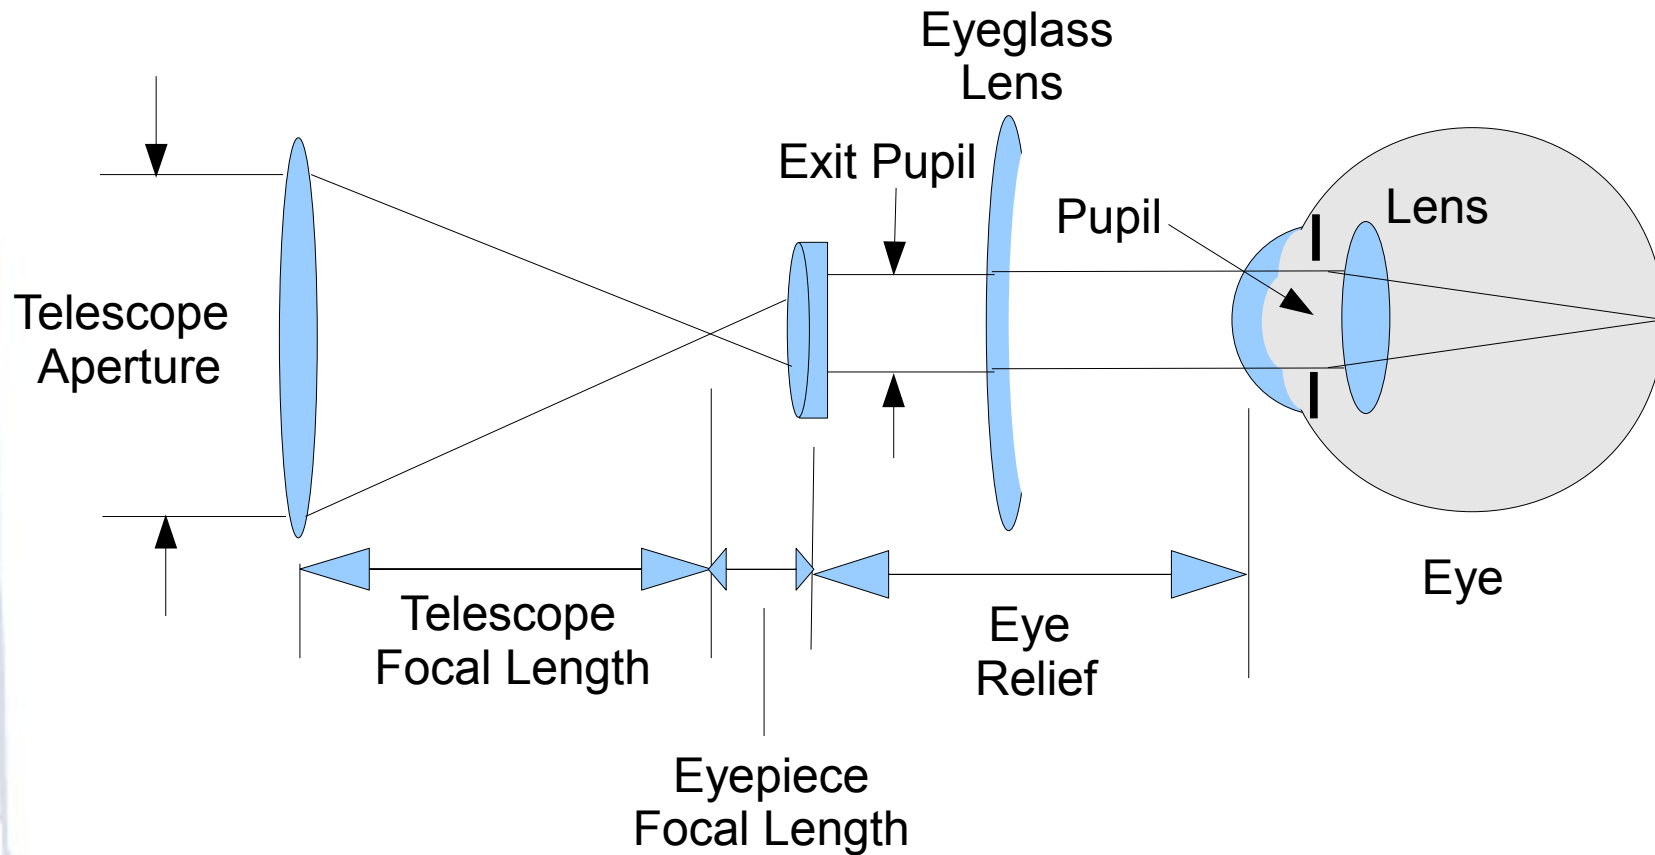 Eyeglass
Lens
Exit Pupil
Pupil
Lens
Telescope
Aperture
Telescope
Focal Length
Eye
Relief
Eye
Eyepiece
Focal Length